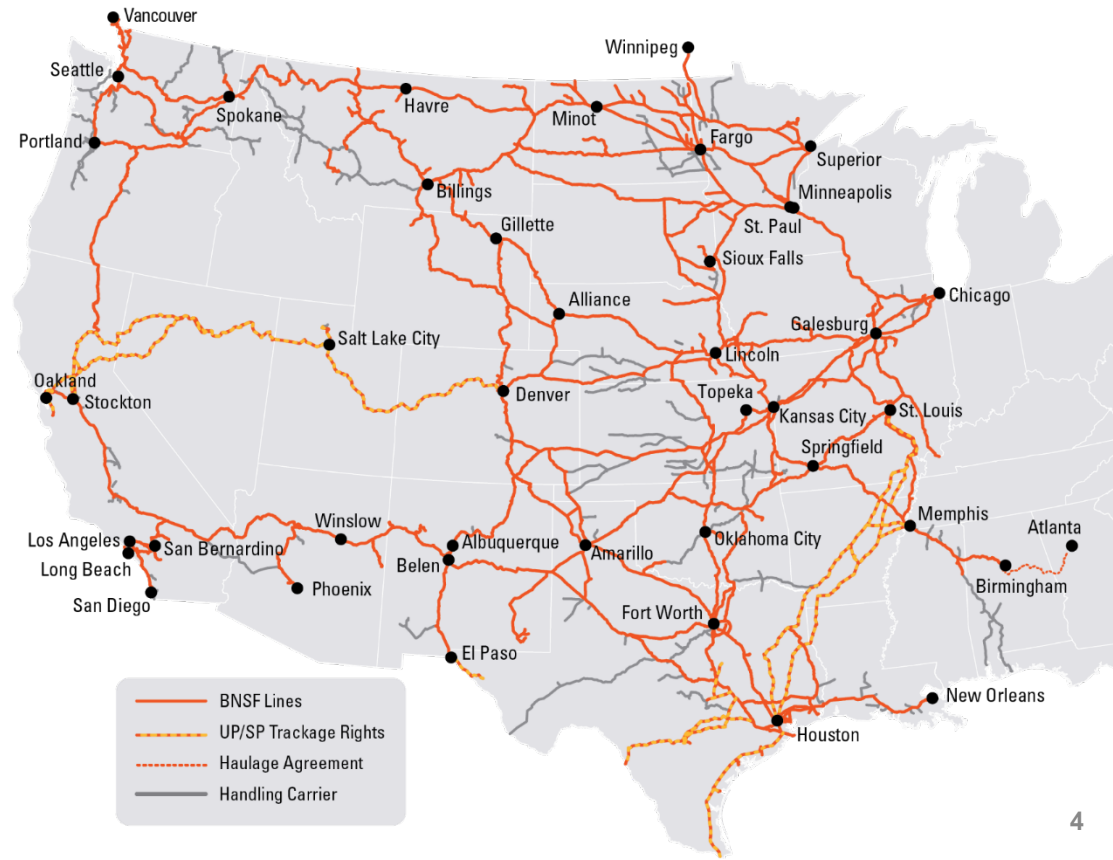 Vancouver
Winnipeg
Seattle
Spokane
Havre
Minot
Fargo
Portland
Superior
Minneapolis
Billings
St. Paul
Gillette
Sioux Falls
Alliance
Chicago
Galesburg
Salt Lake City
Lincoln
Oakland
Stockton
Denver
Topeka
Kansas City
St. Louis
Springfield
Winslow
Memphis
Los Angeles
San Bernardino
Albuquerque
Amarillo
Oklahoma City
Atlanta
Long Beach
Belen
Birmingham
San Diego
Phoenix
Fort Worth
El Paso
New Orleans
Houston
BNSF Lines
UP/SP Trackage Rights
Haulage Agreement
Handling Carrier
4